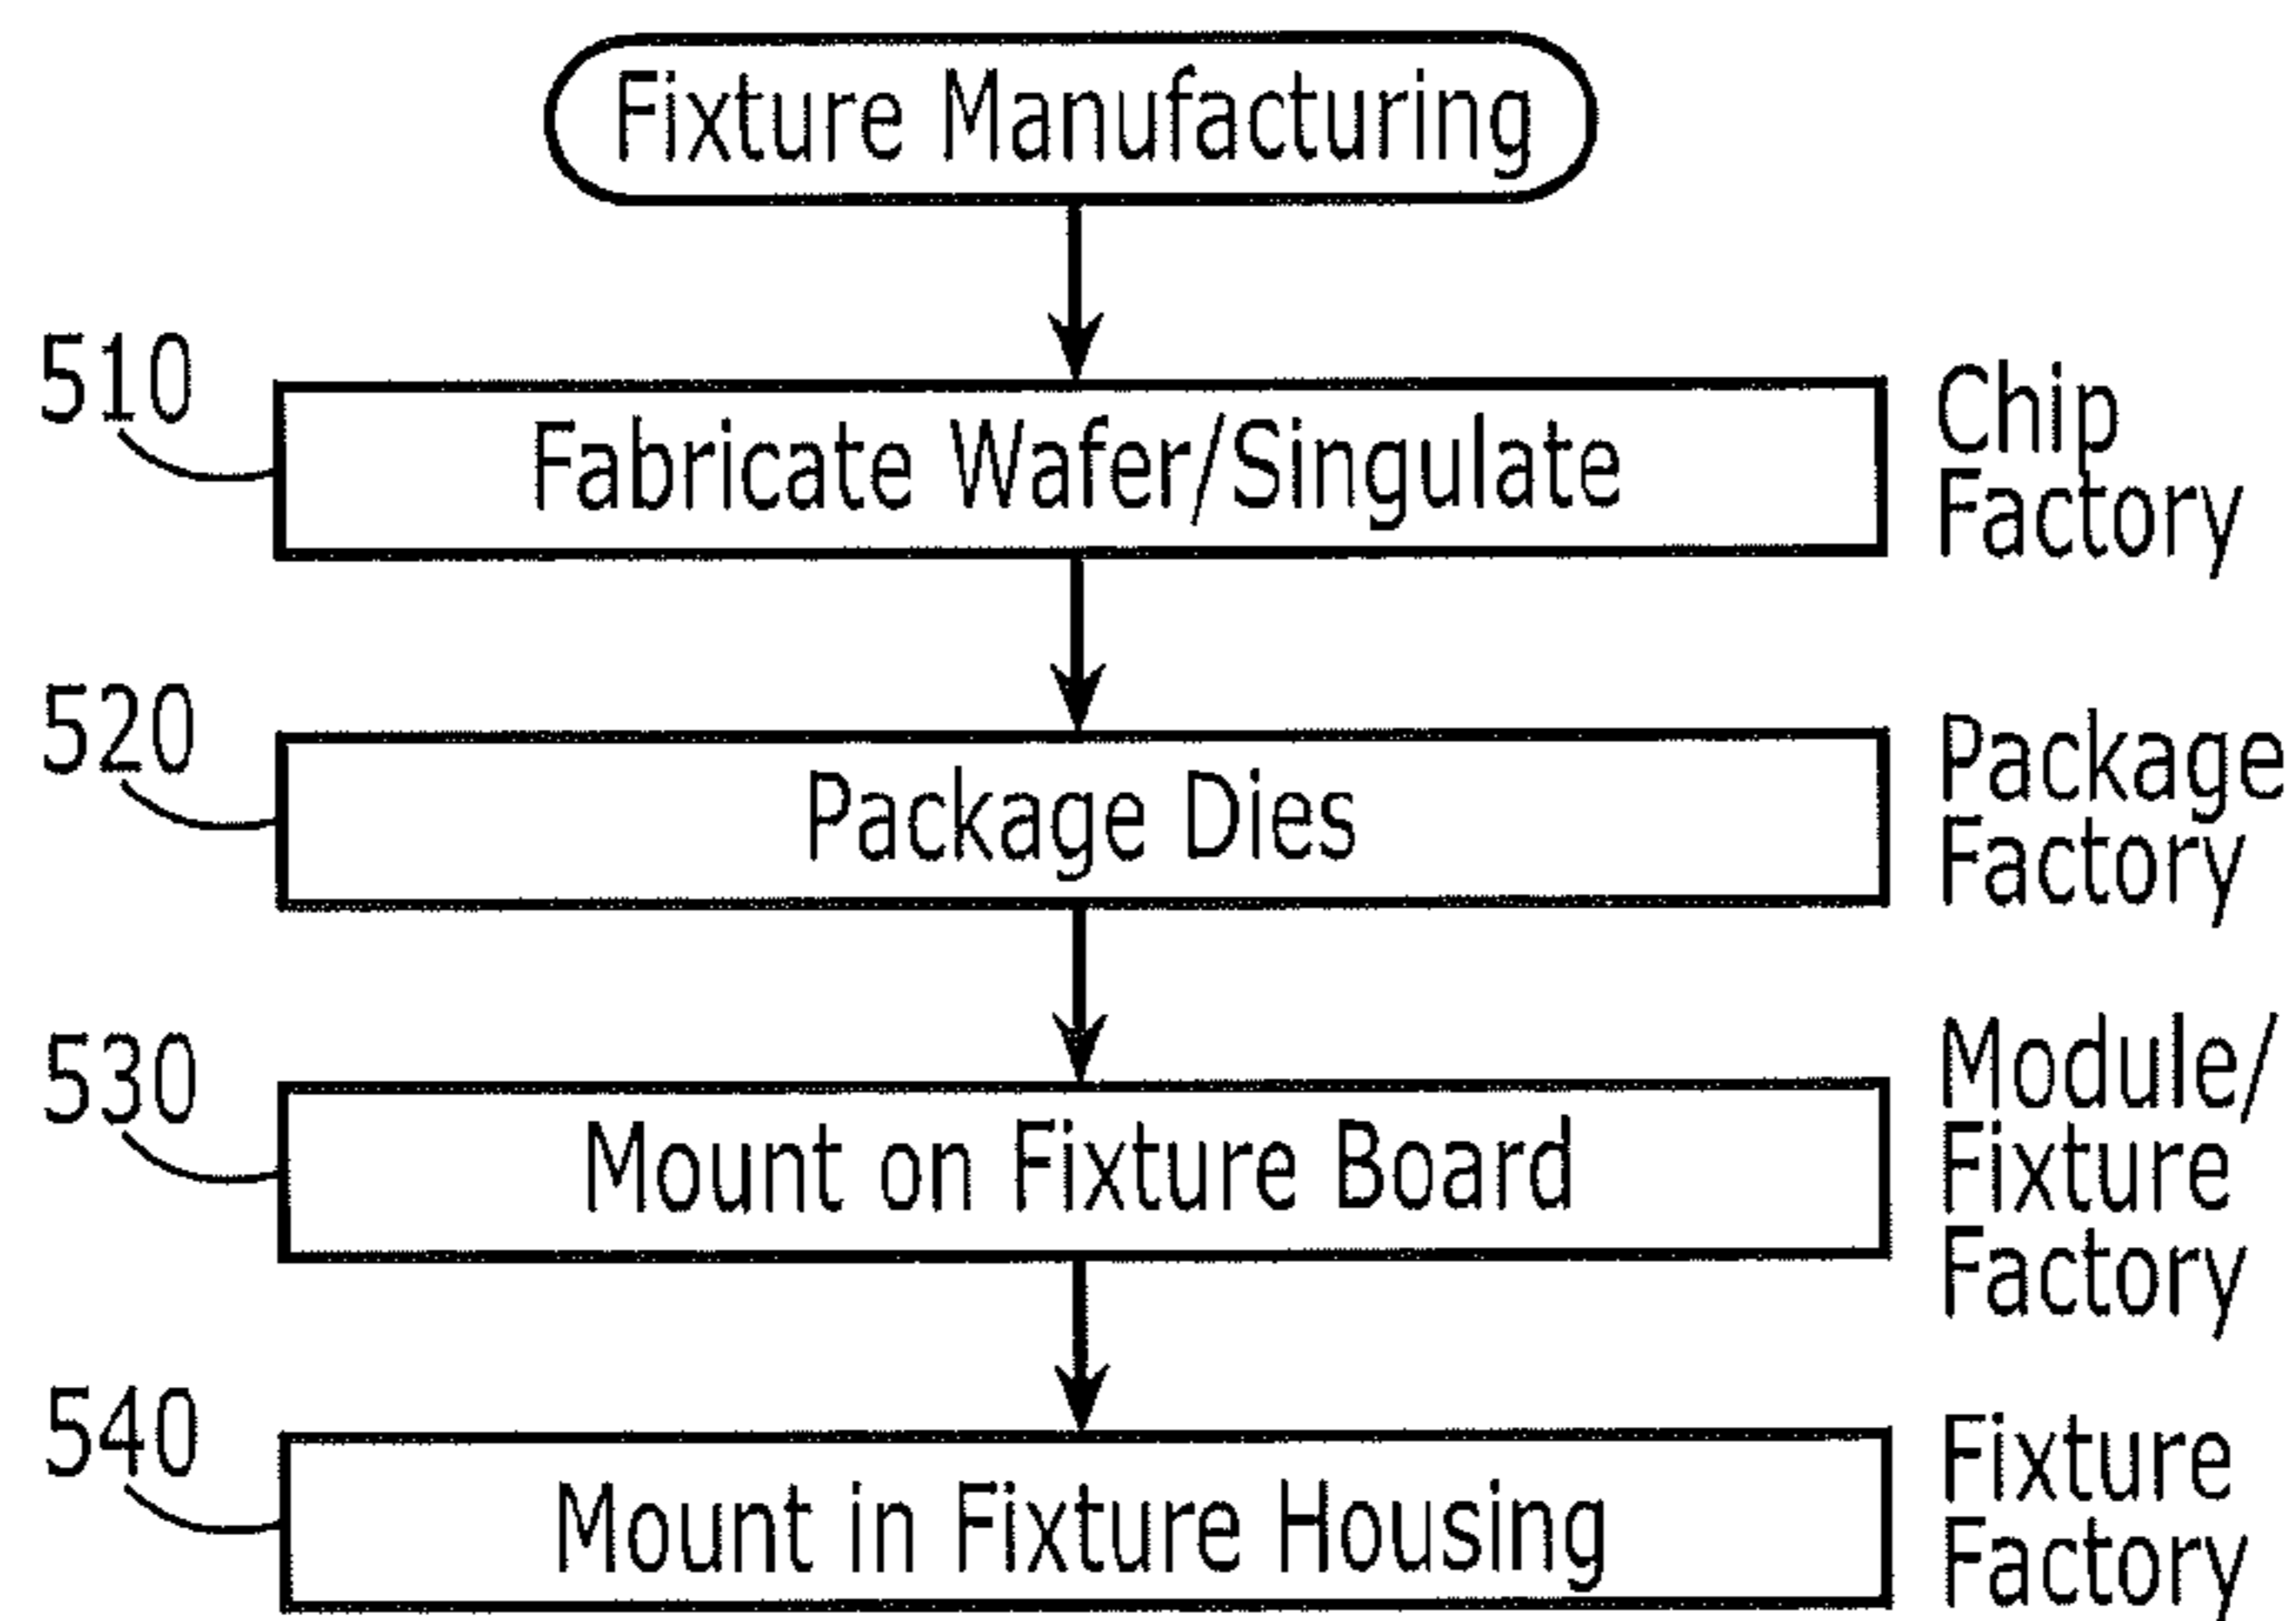 Fixture Manufacturing
510
Fabricate Wafer/Singulate
Chip
Factory
520
Package Dies
Package
Factory
530
Mount on Fixture Board
Module/
Fixture
Factory
540
Mount in Fixture Housing
Fixture
Factory